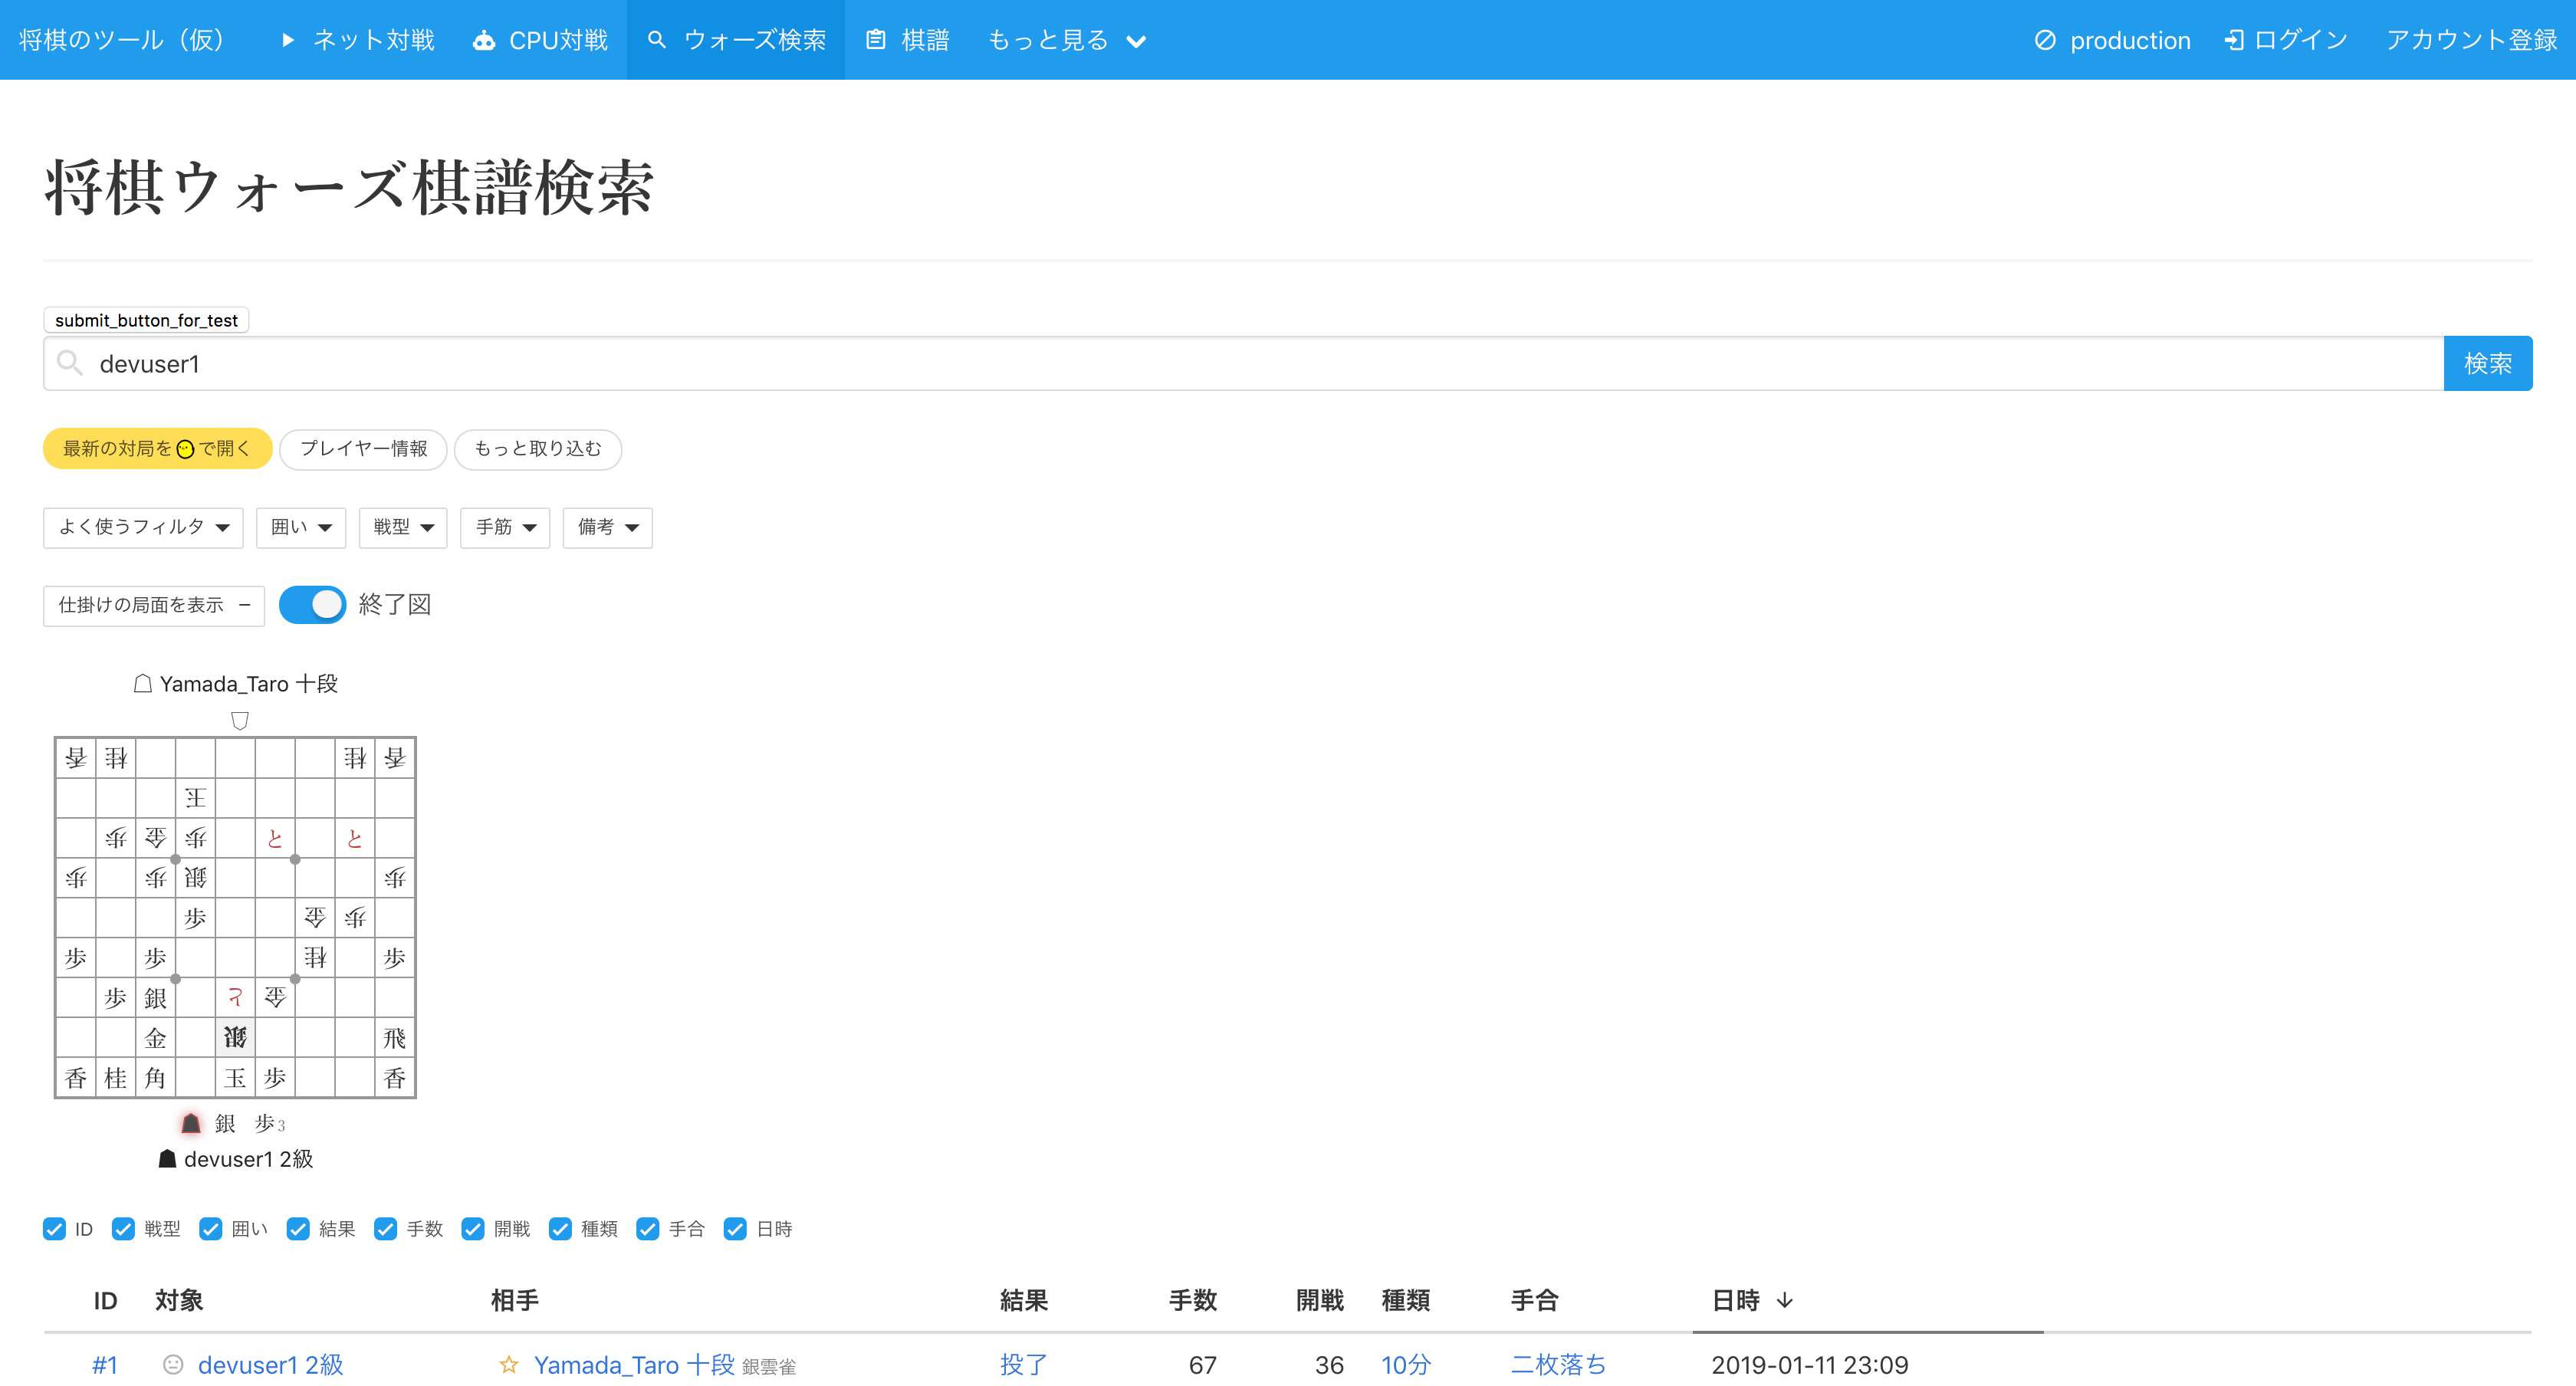 将棋のツール（仮） ネット対戦 CPU対戦 ウォーズ検索 棋譜 もっと見る production ログイン アカウント登録
将棋ウォーズ棋譜検索
submit_button_for_test
devuser1 検索
最新の対局を で開く プレイヤー情報 もっと取り込む
よく使うフィルタ 囲い 戦型 手筋 備考
仕掛けの局面を表示 終了図
Yamada_Taro 十段
香 桂 桂 香
王
歩 金 歩 と と
歩 歩 銀 歩
歩 金 歩
歩 歩 桂 歩
歩 銀 と 金
金 銀 飛
香 桂 角 玉 歩 香
銀 歩3
devuser1 2級
ID 戦型 囲い 結果 手数 開戦 種類 手合 日時
ID 対象 相手 結果 手数 開戦 種類 手合 日時
#1 devuser1 2級 Yamada_Taro 十段 銀雲雀 投了 67 36 10分 二枚落ち 2019-01-11 23:09